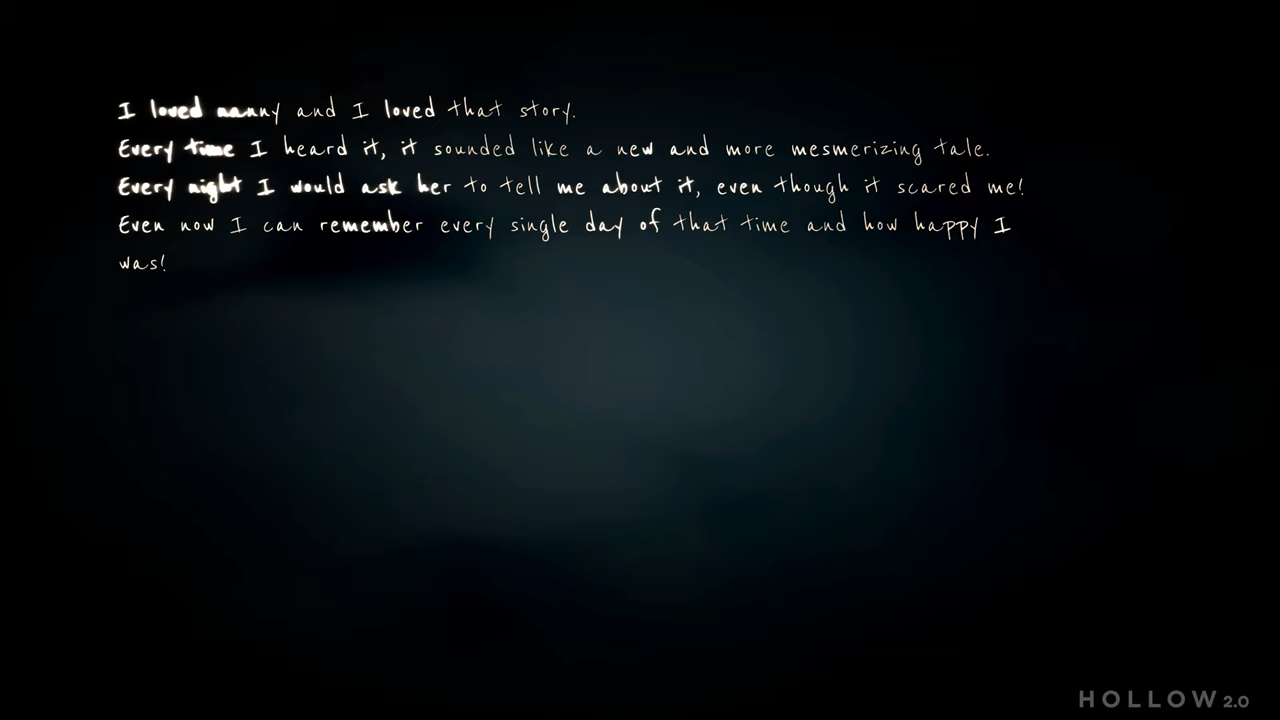 I loved nanny and I loved that story.
Every time I heard it, it sounded like a new and more mesmerizing tale.
Every night I would ask her to tell me about it, even though it scared me!
Even now I can remember every single day of that time and how happy I
was!
HOLLOW 2.0